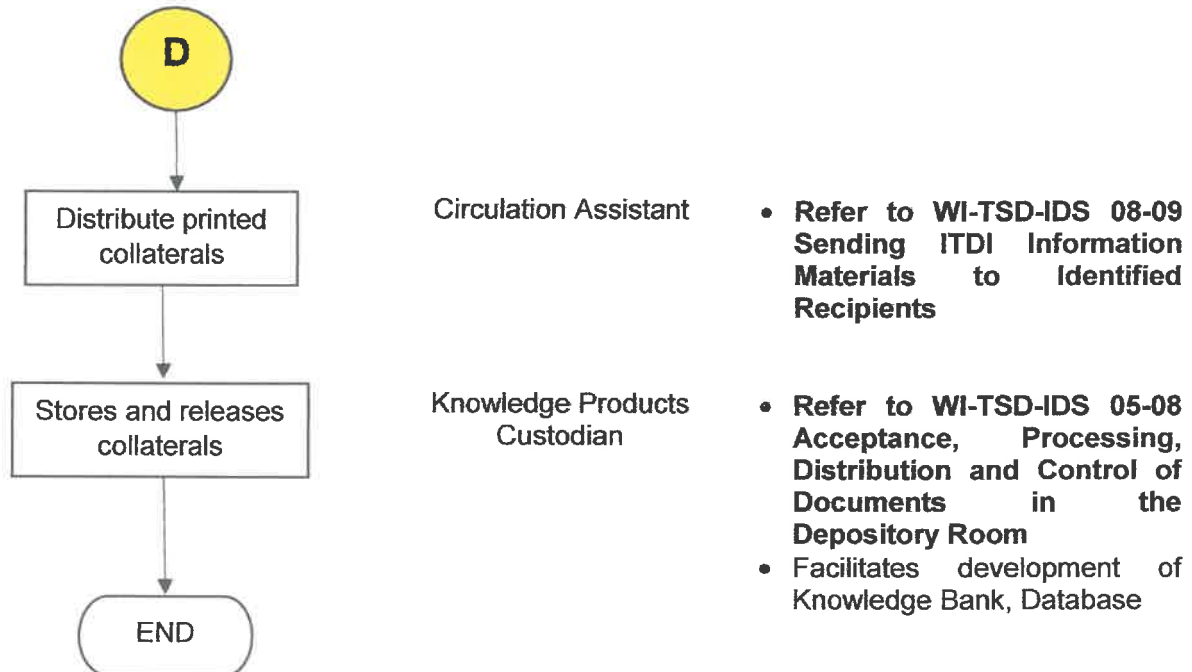 D
Distribute printed
collaterals
Circulation Assistant
• Refer to WI-TSD-IDS 08-09
Sending ITDI Information
Materials to Identified
Recipients
Stores and releases
collaterals
Knowledge Products
Custodian
• Refer to WI-TSD-IDS 05-08
Acceptance, Processing,
Distribution and Control of
Documents in the
Depository Room
• Facilitates development of
Knowledge Bank, Database
END